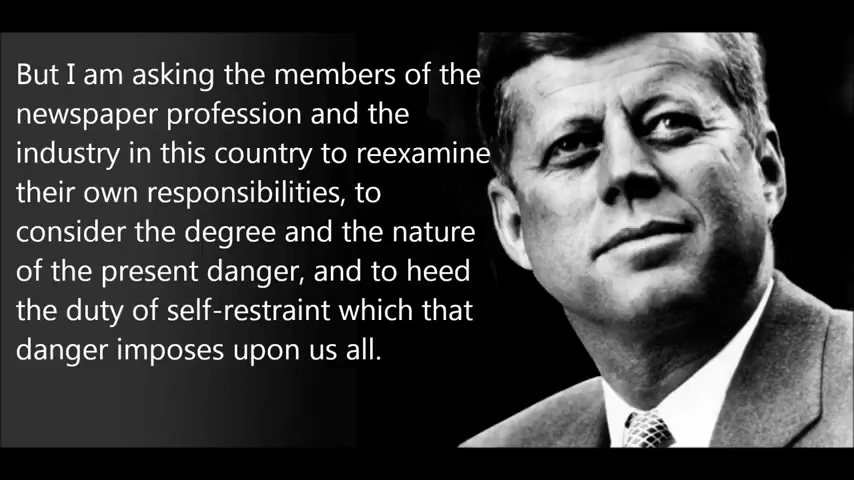 But I am asking the members of the
newspaper profession and the
industry in this country to reexamine
their own responsibilities, to
consider the degree and the nature
of the present danger, and to heed
the duty of self-restraint which that
danger imposes upon us all.